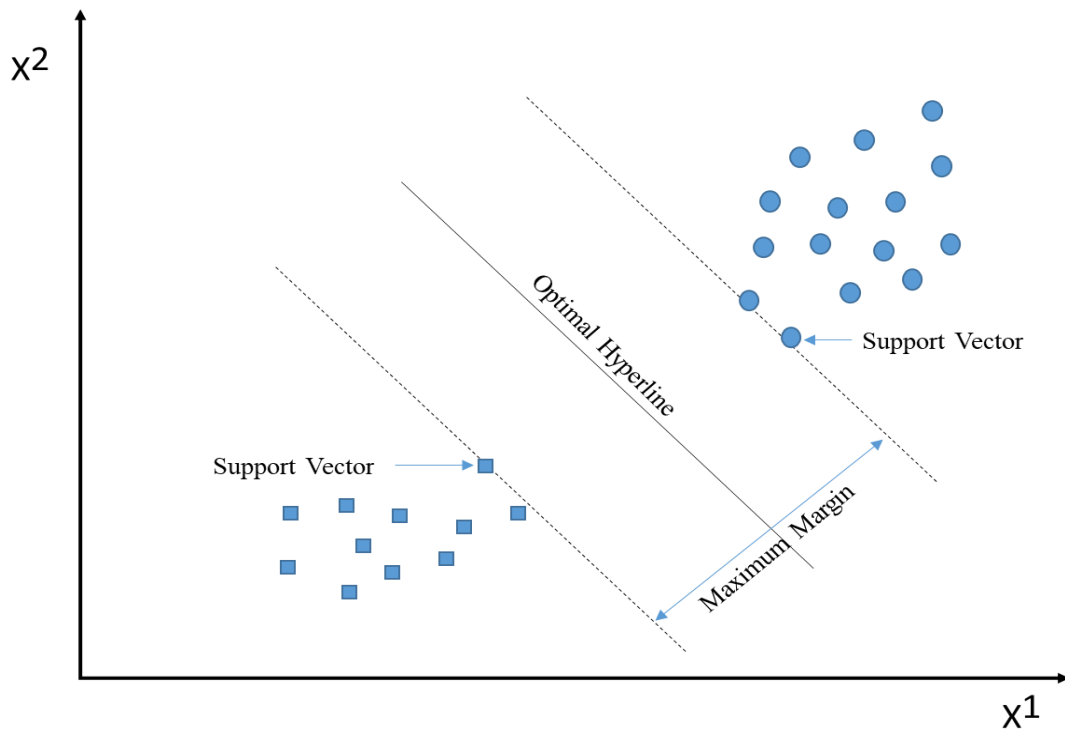 X2
Optimal Hyperline
Support Vector
Support Vector
Maximum Margin
X1